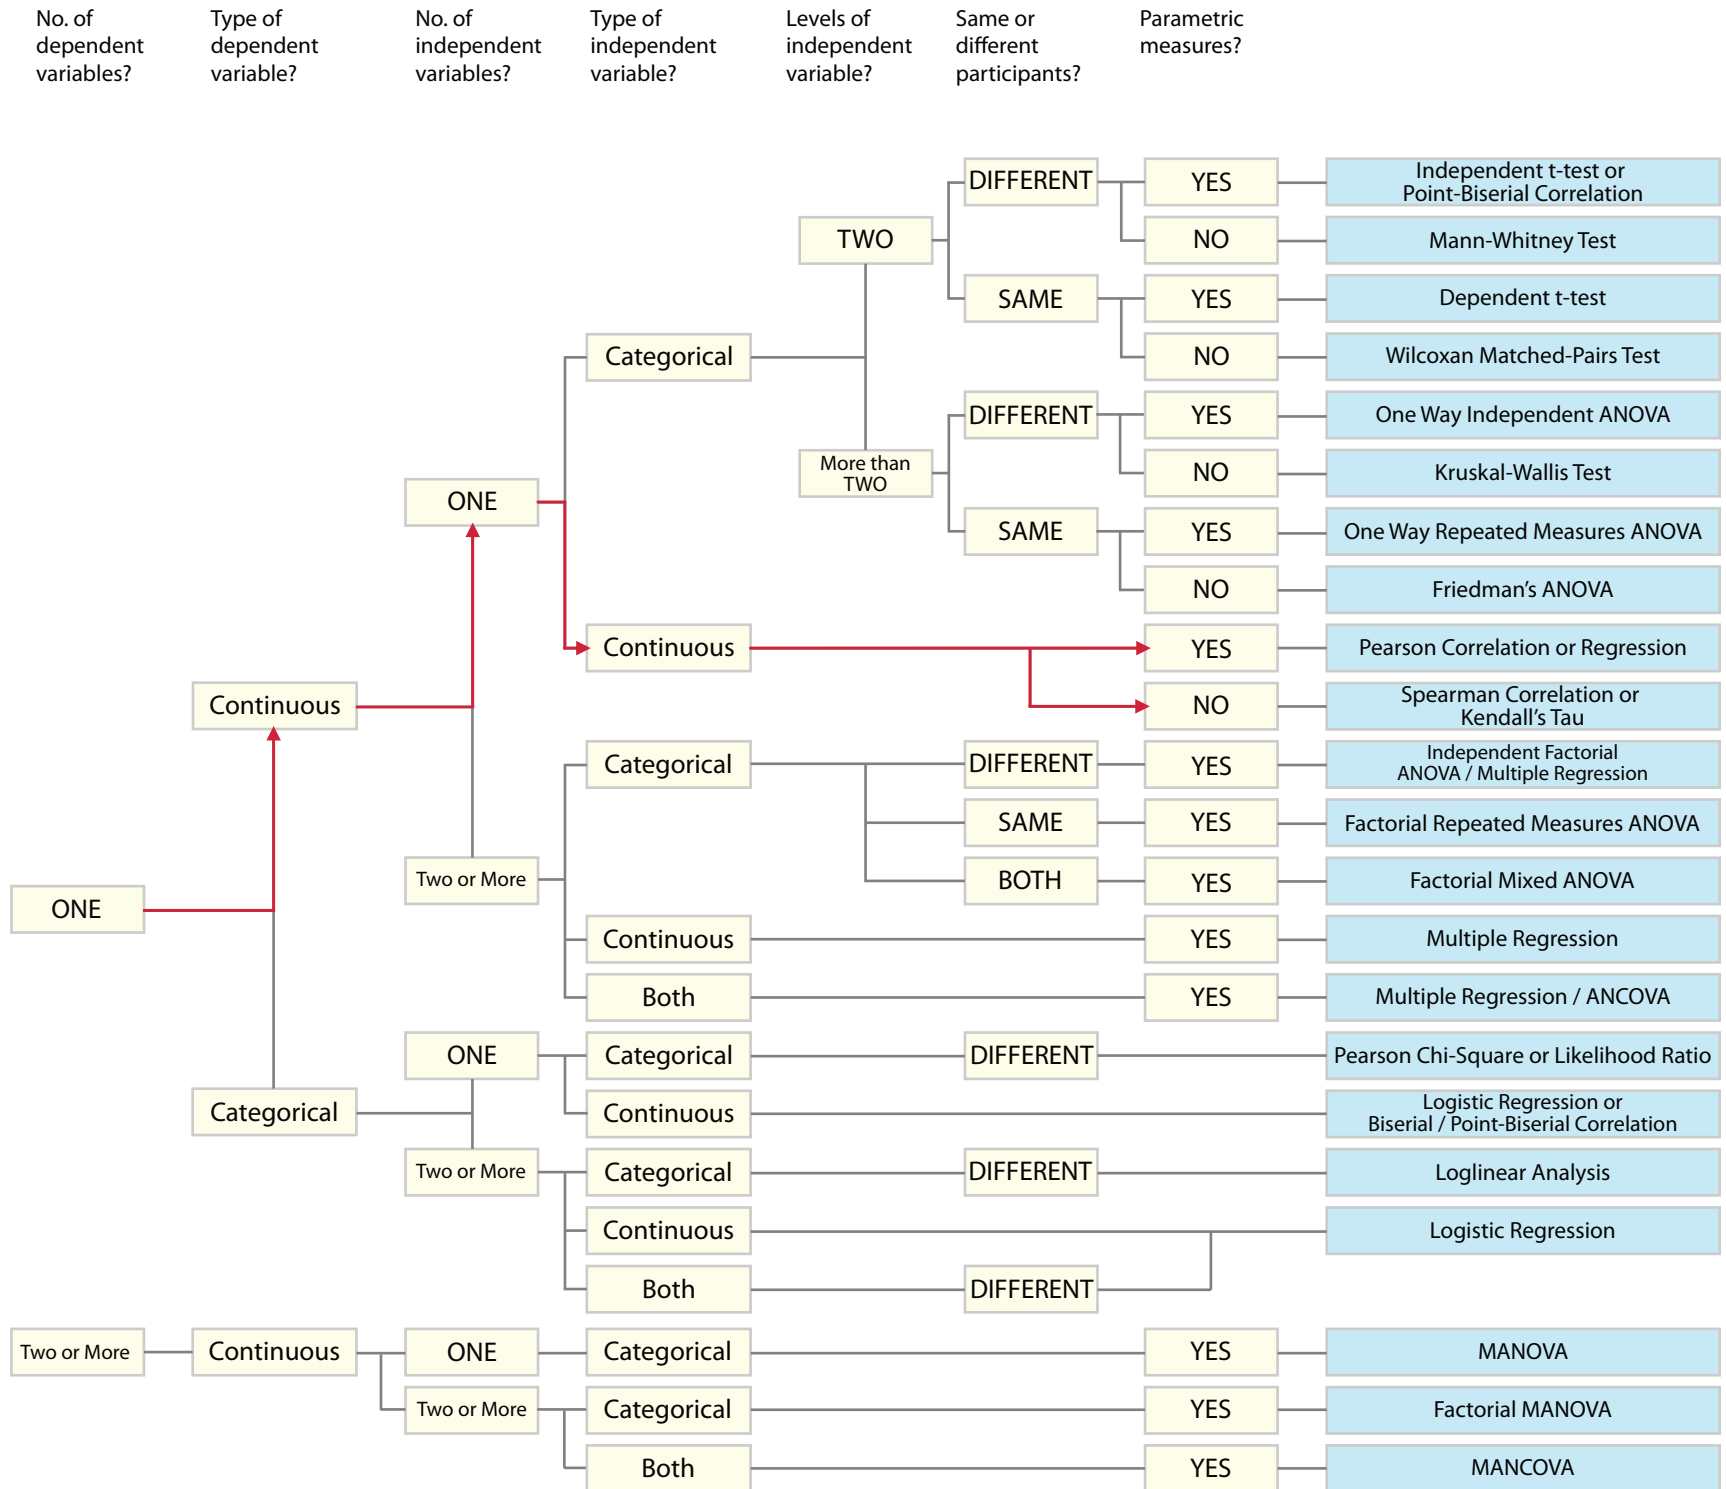 No. of
dependent
variables?
Type of
dependent
variable?
No. of
independent
variables?
Type of
independent
variable?
Levels of
independent
variable?
Same or
different
participants?
Parametric
measures?
DIFFERENT
YES
Independent t-test or
Point-Biserial Correlation
TWO
NO
Mann-Whitney Test
SAME
YES
Dependent t-test
Categorical
NO
Wilcoxan Matched-Pairs Test
DIFFERENT
YES
One Way Independent ANOVA
More than
TWO
NO
Kruskal-Wallis Test
ONE
SAME
YES
One Way Repeated Measures ANOVA
NO
Friedman's ANOVA
Continuous
YES
Pearson Correlation or Regression
Continuous
NO
Spearman Correlation or
Kendall's Tau
Categorical
DIFFERENT
YES
Independent Factorial
ANOVA / Multiple Regression
SAME
YES
Factorial Repeated Measures ANOVA
Two or More
BOTH
YES
Factorial Mixed ANOVA
ONE
Continuous
YES
Multiple Regression
Both
YES
Multiple Regression / ANCOVA
ONE
Categorical
DIFFERENT
Pearson Chi-Square or Likelihood Ratio
Categorical
Continuous
Logistic Regression or
Biserial / Point-Biserial Correlation
Two or More
Categorical
DIFFERENT
Loglinear Analysis
Continuous
Logistic Regression
Both
DIFFERENT
Two or More
Continuous
ONE
Categorical
YES
MANOVA
Two or More
Categorical
YES
Factorial MANOVA
Both
YES
MANCOVA